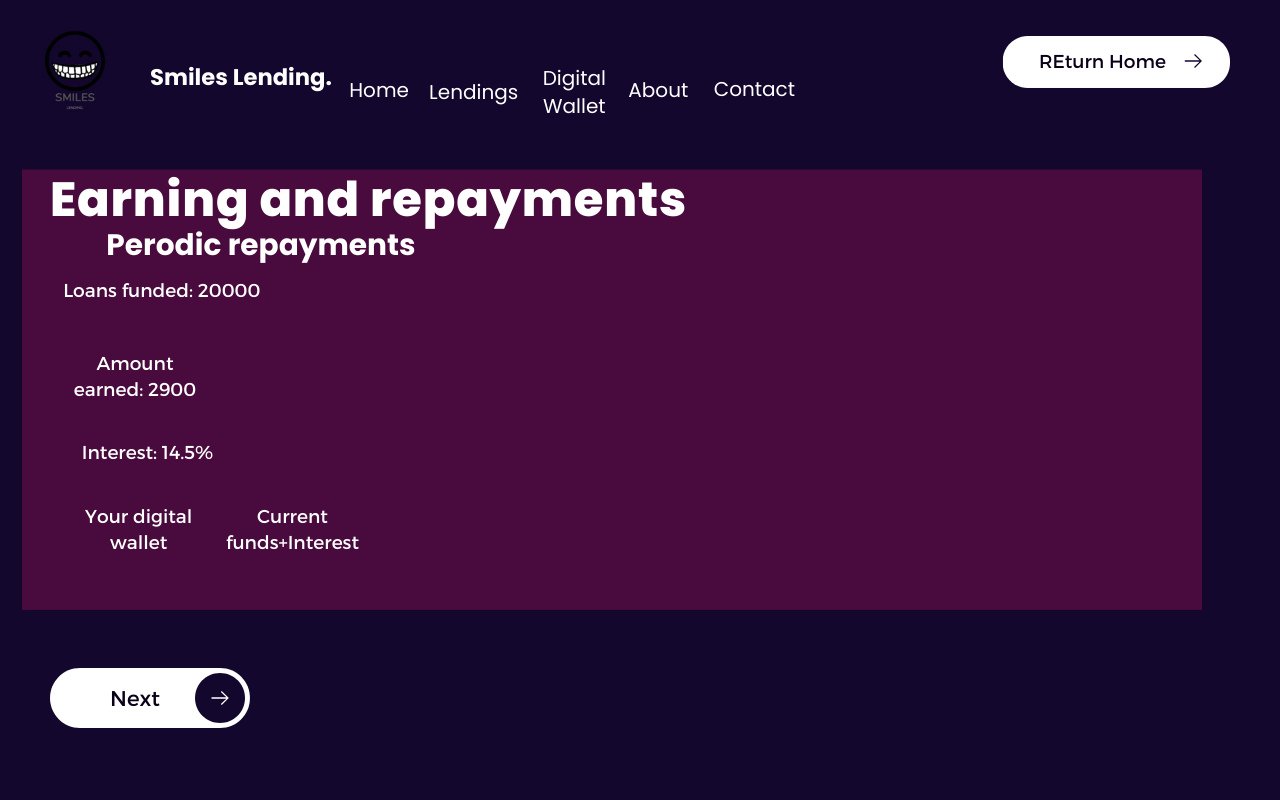 SMILES
LENDING
Smiles Lending.
Home
Lendings
Digital
Wallet
About
Contact
REturn Home
Earning and repayments
Perodic repayments
Loans funded: 20000
Amount
earned: 2900
Interest: 14.5%
Your digital
wallet
Current
funds+Interest
Next